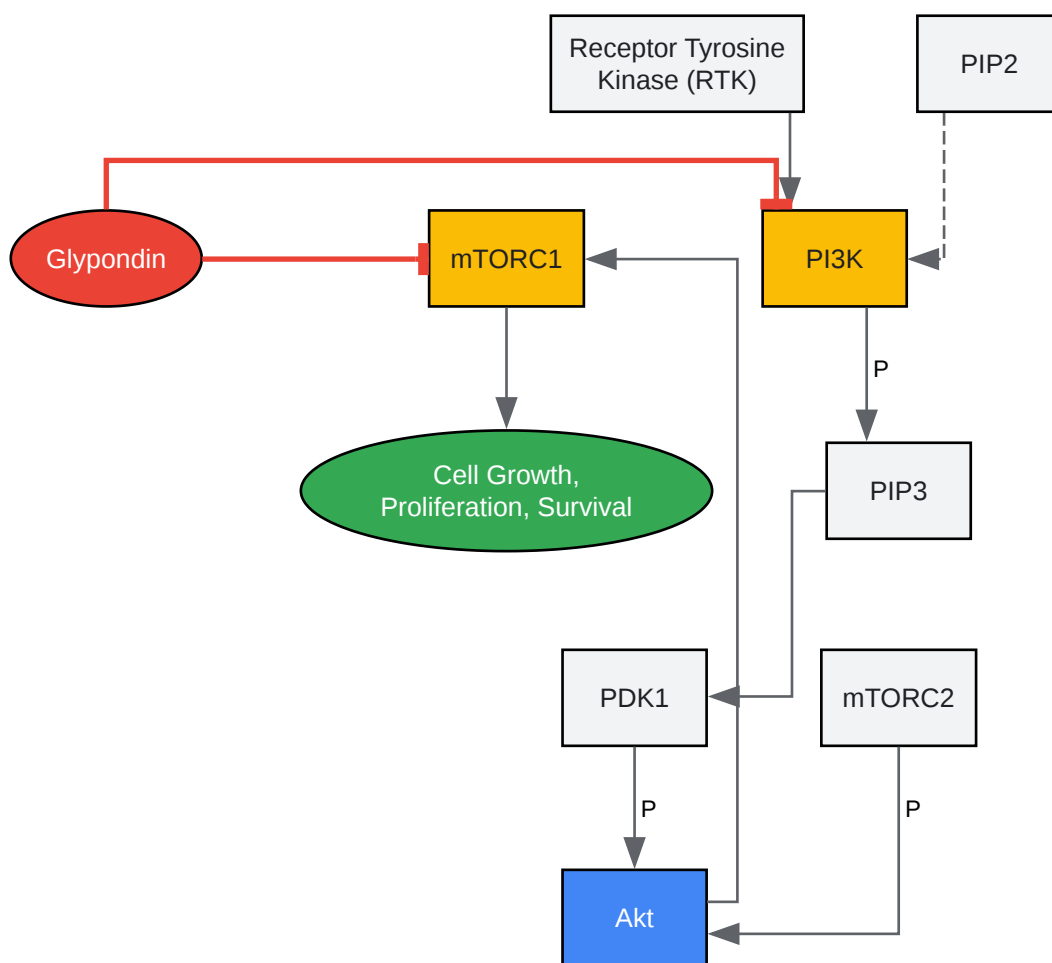 Receptor Tyrosine
Kinase (RTK)
PIP2
Glypondin
mTORC1
PI3K
P
Cell Growth,
Proliferation, Survival
PIP3
PDK1
mTORC2
P
P
Akt